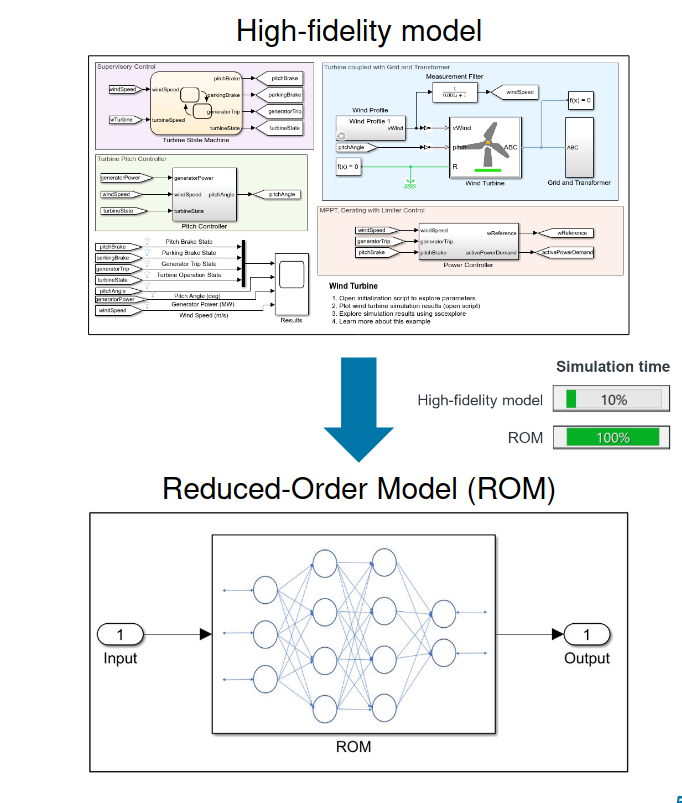 High-fidelity model
Supervisory Control
windSpeed
wTurbine
windSpeed
turbineSpeed
pitchBrake
parkingBrake
generatorTrip
turbineState
pitchBrake
parkingBrake
generatorTrip
turbineState
Turbine State Machine
Turbine coupled with Grid and Transformer
Measurement Filter
windSpeed
f(x) = 0
Wind Profile
Wind Profile 1
vWind
pitchAngle
f(x) = 0
vWind
pitch
R
ABC
Wind Turbine
ABC
Grid and Transformer
Turbine Pitch Controller
generatorPower
windSpeed
turbineState
generatorPower
windSpeed
turbineState
pitchAngle
pitchAngle
Pitch Controller
MPPT, Derating with Limiter Control
windSpeed
generatorTrip
pitchBrake
windSpeed
generatorTrip
pitchBrake
wReference
activePowerDemand
wReference
activePowerDemand
Power Controller
pitchBrake
parkingBrake
generatorTrip
turbineState
pitchAngle
generatorPower
windSpeed
Pitch Brake State
Parking Brake State
Generator Trip State
Turbine Operation State
Pitch Angle (deg)
Generator Power (MW)
Wind Speed (m/s)
Results
Wind Turbine
1. Open initialization script to explore parameters
2. Plot wind turbine simulation results (open script)
3. Explore simulation results using sscexplore
4. Learn more about this example
Simulation time
High-fidelity model
10%
ROM
100%
Reduced-Order Model (ROM)
1
Input
ROM
1
Output